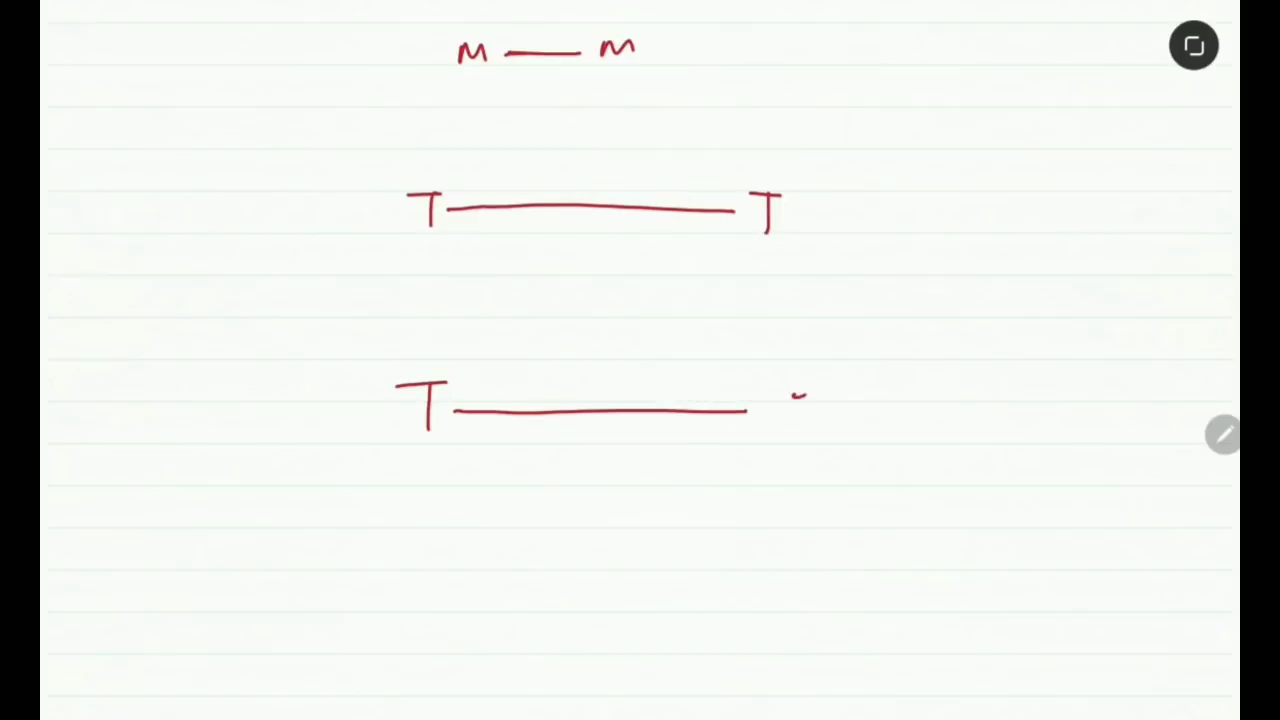 M — M
T — T
T —